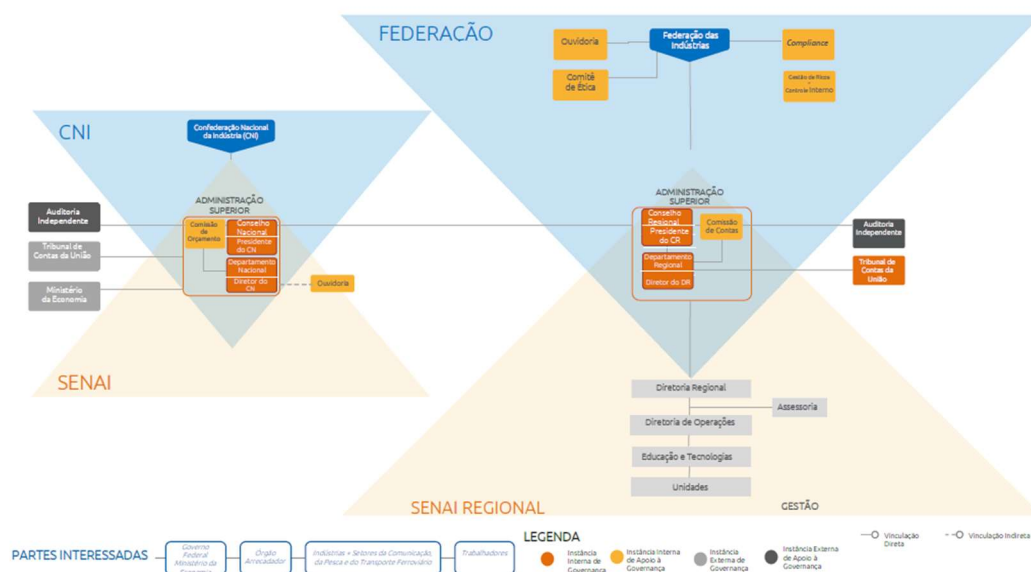 FEDERAÇÃO
Ouvidoria
Federação das
Indústrias
Compliance
Comitê
de Ética
Gestão de Riscos
Controle Interno
CNI
Confederação Nacional
da Indústria (CNI)
ADMINISTRAÇÃO
SUPERIOR
Auditoria
Independente
Comissão
de
Orçamento
Conselho
Nacional
Presidente
do CN
Tribunal de
Contas da União
Departamento
Nacional
Diretor do
CN
Ouvidoria
Ministério
da Economia
SENAI
ADMINISTRAÇÃO
SUPERIOR
Conselho
Regional
Presidente
do CR
Comissão
de Contas
Departamento
Regional
Diretor do DR
Auditoria
Independente
Tribunal de
Contas da
União
Diretoria Regional
Assessoria
Diretoria de Operações
Educação e Tecnologias
Unidades
SENAI REGIONAL
GESTÃO
PARTES INTERESSADAS
Governo
Federal
Ministério da
Economia
Órgão
Arrecadador
Indústrias + Setores da Comunicação,
da Pesca e do Transporte Ferroviário
Trabalhadores
LEGENDA
Instância
Interna de
Governança
Instância Interna
de Apoio à
Governança
Instância
Externa de
Governança
Instância Externa
de Apoio à
Governança
Vinculação
Direta
Vinculação Indireta